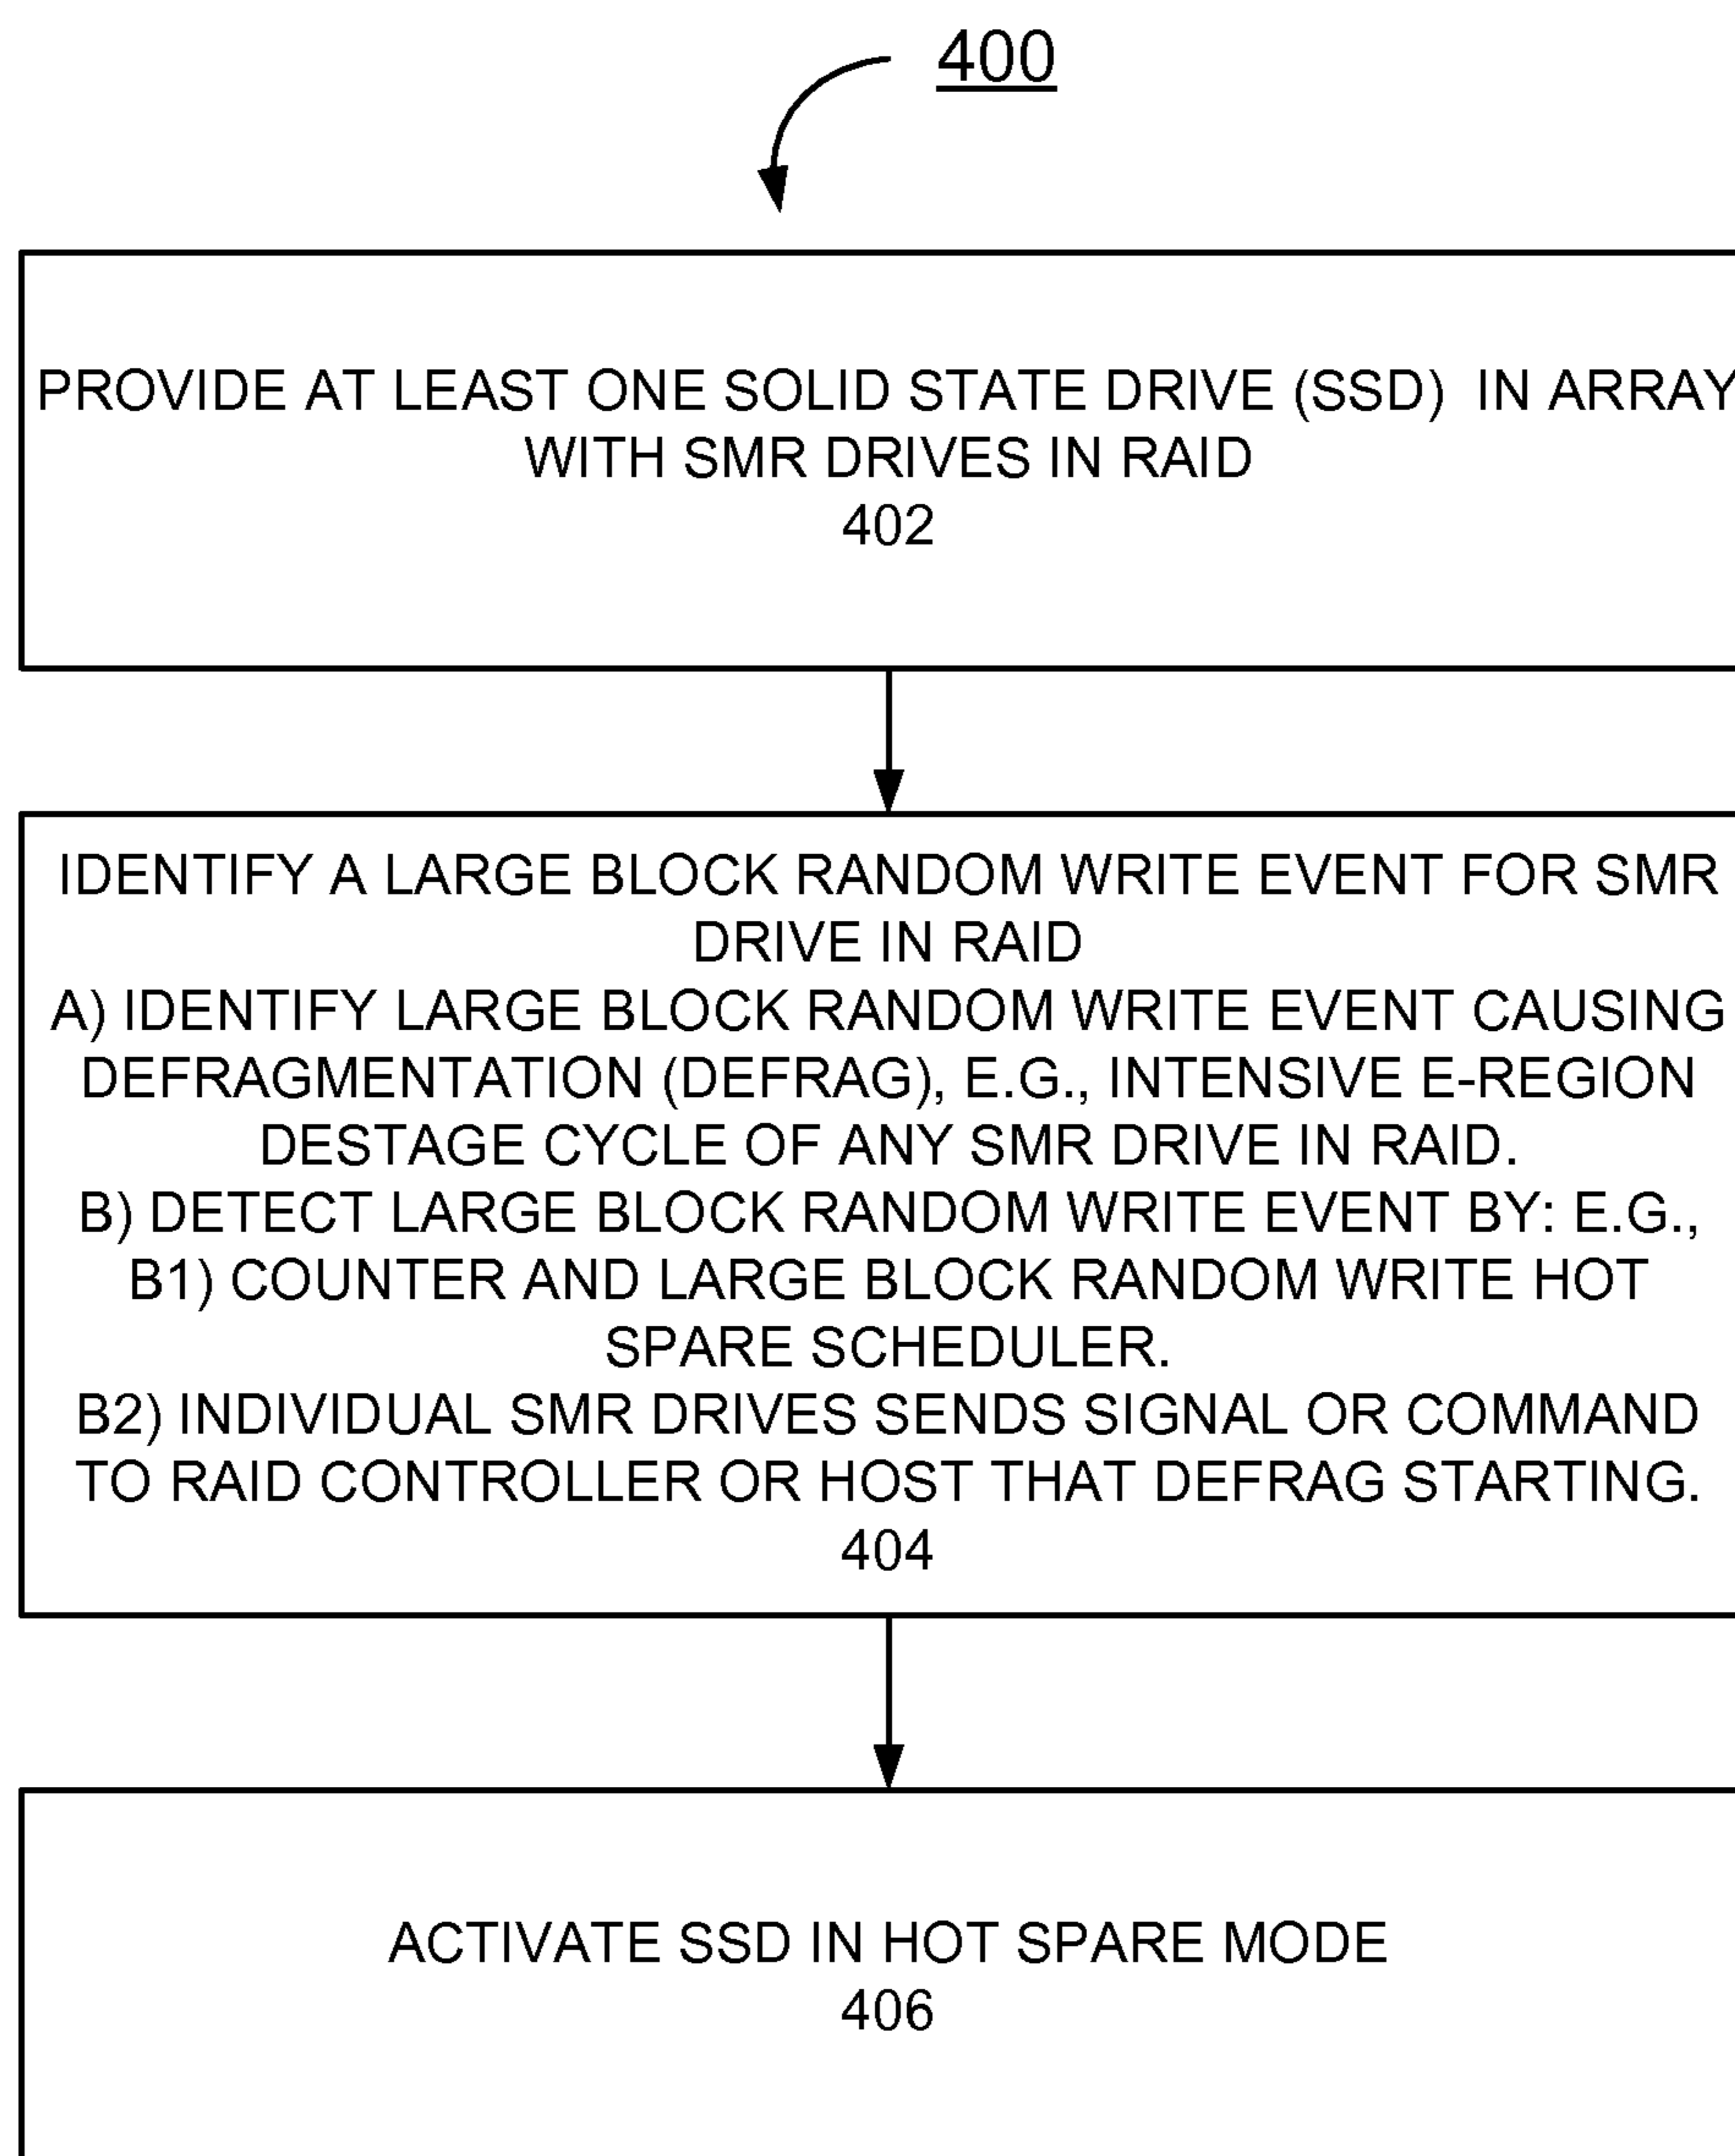 400
PROVIDE AT LEAST ONE SOLID STATE DRIVE (SSD) IN ARRAY
WITH SMR DRIVES IN RAID
402
IDENTIFY A LARGE BLOCK RANDOM WRITE EVENT FOR SMR
DRIVE IN RAID
A) IDENTIFY LARGE BLOCK RANDOM WRITE EVENT CAUSING
DEFRAGMENTATION (DEFRAG), E.G., INTENSIVE E-REGION
DESTAGE CYCLE OF ANY SMR DRIVE IN RAID.
B) DETECT LARGE BLOCK RANDOM WRITE EVENT BY: E.G.,
B1) COUNTER AND LARGE BLOCK RANDOM WRITE HOT
SPARE SCHEDULER.
B2) INDIVIDUAL SMR DRIVES SENDS SIGNAL OR COMMAND
TO RAID CONTROLLER OR HOST THAT DEFRAG STARTING.
404
ACTIVATE SSD IN HOT SPARE MODE
406